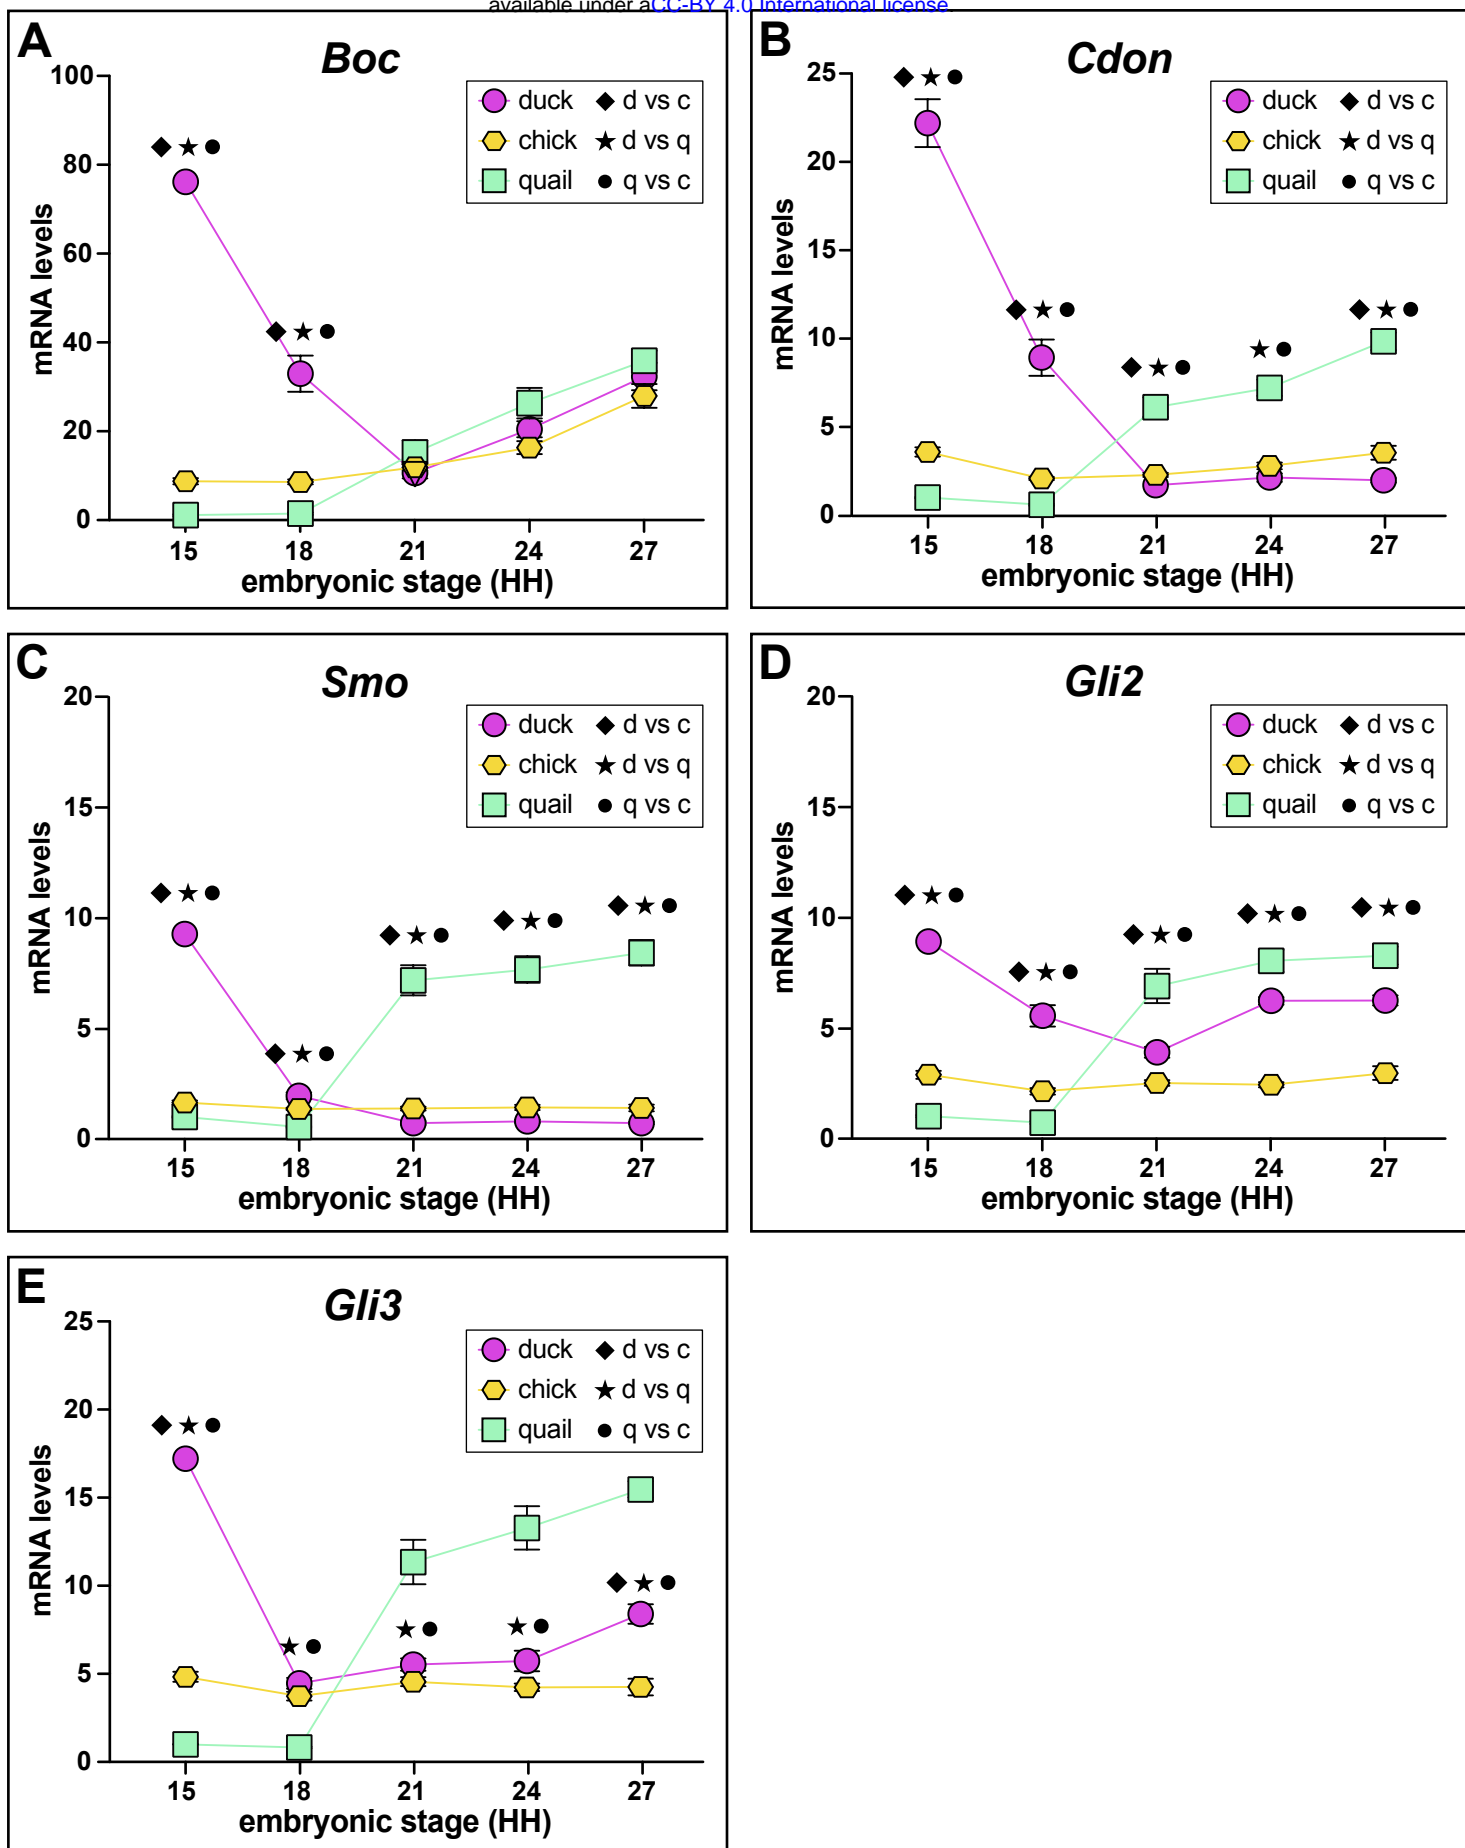 available under aCC-BY 4.0 International license.
A
Boc
100
80
60
40
20
0
mRNA levels
duck ◆ d vs c
chick ★ d vs q
quail ● q vs c
◆ ★ ●
◆ ★ ●
15 18 21 24 27
embryonic stage (HH)
B
Cdon
25
20
15
10
5
0
mRNA levels
duck ◆ d vs c
chick ★ d vs q
quail ● q vs c
◆ ★ ●
◆ ★ ●
◆ ★ ●
★ ●
◆ ★ ●
15 18 21 24 27
embryonic stage (HH)
C
Smo
20
15
10
5
0
mRNA levels
duck ◆ d vs c
chick ★ d vs q
quail ● q vs c
◆ ★ ●
◆ ★ ●
◆ ★ ●
◆ ★ ●
◆ ★ ●
15 18 21 24 27
embryonic stage (HH)
D
Gli2
20
15
10
5
0
mRNA levels
duck ◆ d vs c
chick ★ d vs q
quail ● q vs c
◆ ★ ●
◆ ★ ●
◆ ★ ●
◆ ★ ●
◆ ★ ●
15 18 21 24 27
embryonic stage (HH)
E
Gli3
25
20
15
10
5
0
mRNA levels
duck ◆ d vs c
chick ★ d vs q
quail ● q vs c
◆ ★ ●
★ ●
★ ●
★ ●
◆ ★ ●
15 18 21 24 27
embryonic stage (HH)